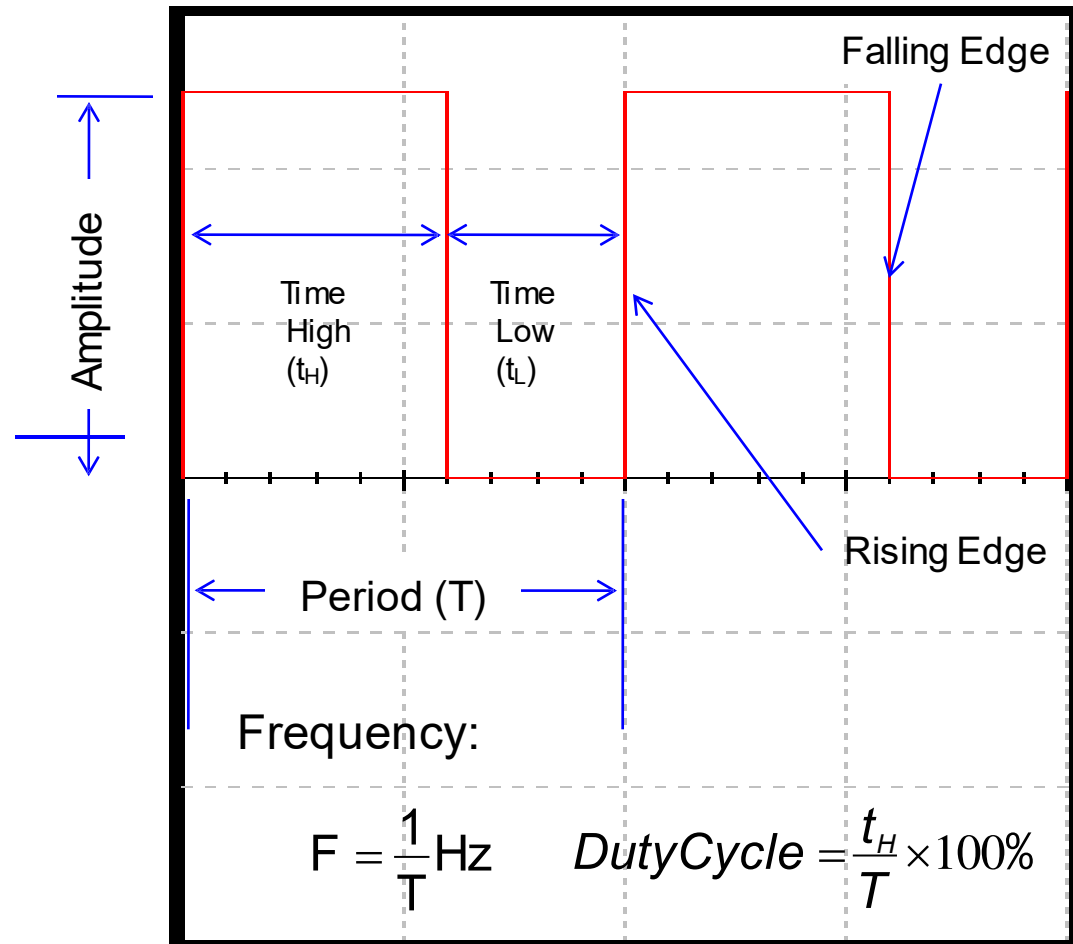 Falling Edge
Amplitude
Time
High
(tH)
Time
Low
(tL)
Rising Edge
Period (T)
Frequency:
F = 1/T Hz
DutyCycle = tH/T ×100%